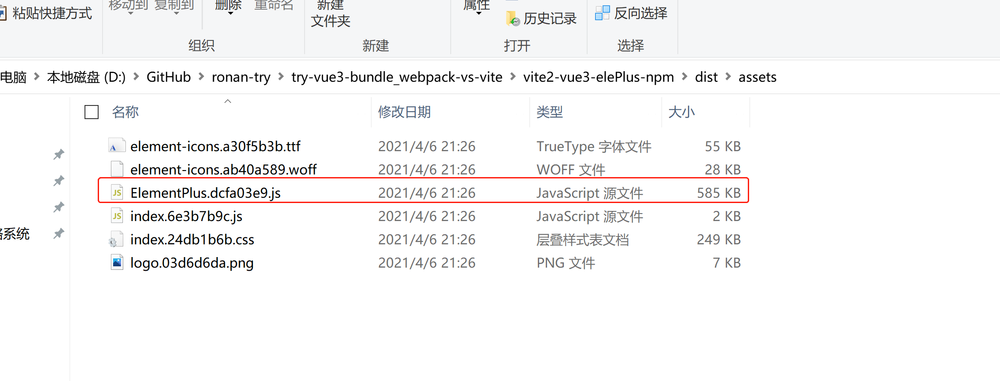 粘贴快捷方式
移动到 复制到 删除 重命名
新建
文件夹
属性
历史记录
反向选择
组织
新建
打开
选择
电脑 > 本地磁盘 (D:) > GitHub > ronan-try > try-vue3-bundle_webpack-vs-vite > vite2-vue3-elePlus-npm > dist > assets
名称 修改日期 类型 大小
element-icons.a30f5b3b.ttf 2021/4/6 21:26 TrueType 字体文件 55 KB
element-icons.ab40a589.woff 2021/4/6 21:26 WOFF 文件 28 KB
ElementPlus.dcfa03e9.js 2021/4/6 21:26 JavaScript 源文件 585 KB
index.6e3b7b9c.js 2021/4/6 21:26 JavaScript 源文件 2 KB
index.24db1b6b.css 2021/4/6 21:26 层叠样式表文档 249 KB
logo.03d6d6da.png 2021/4/6 21:26 PNG 文件 7 KB
系统